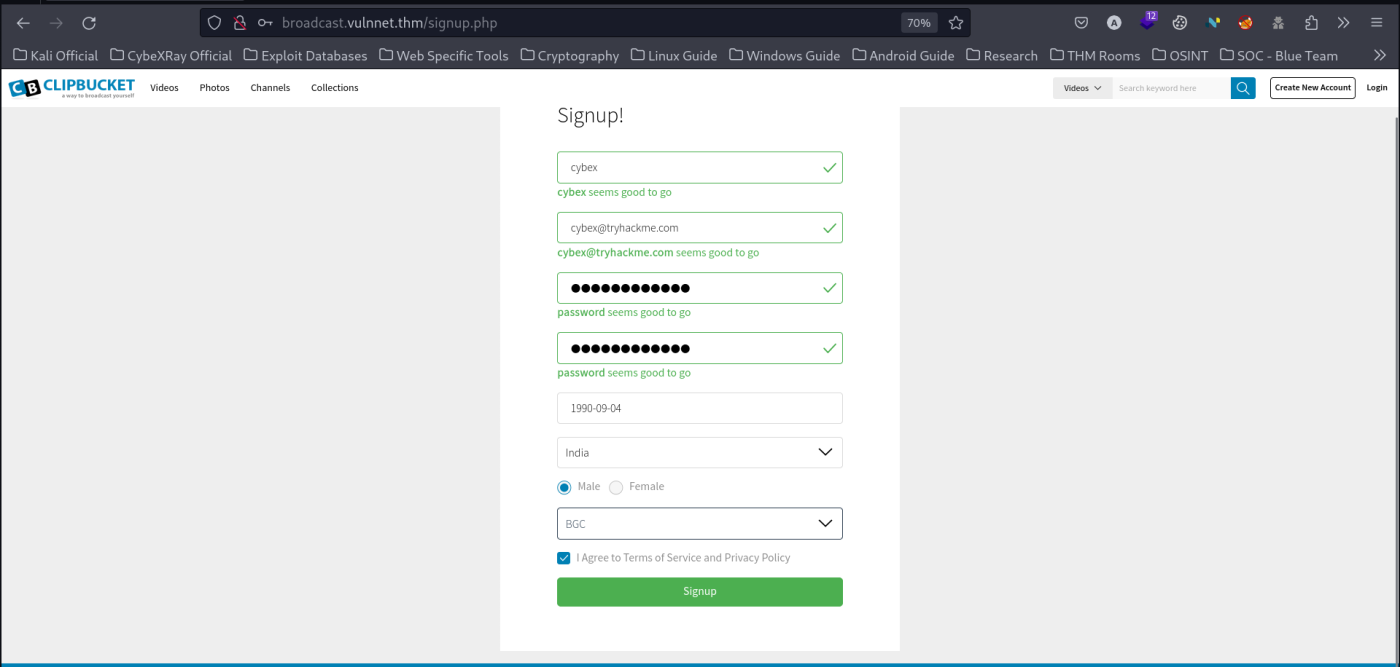 broadcast.vulnnet.thm/signup.php 70% A 12
Kali Official CybeXRay Official Exploit Databases Web Specific Tools Cryptography Linux Guide Windows Guide Android Guide Research THM Rooms OSINT SOC - Blue Team
CB CLIPBUCKET Videos Photos Channels Collections Videos Search keyword here Create New Account Login
a way to broadcast yourself
Signup!
cybex
cybex seems good to go
cybex@tryhackme.com
cybex@tryhackme.com seems good to go
password seems good to go
password seems good to go
1990-09-04
India
Male Female
BGC
I Agree to Terms of Service and Privacy Policy
Signup